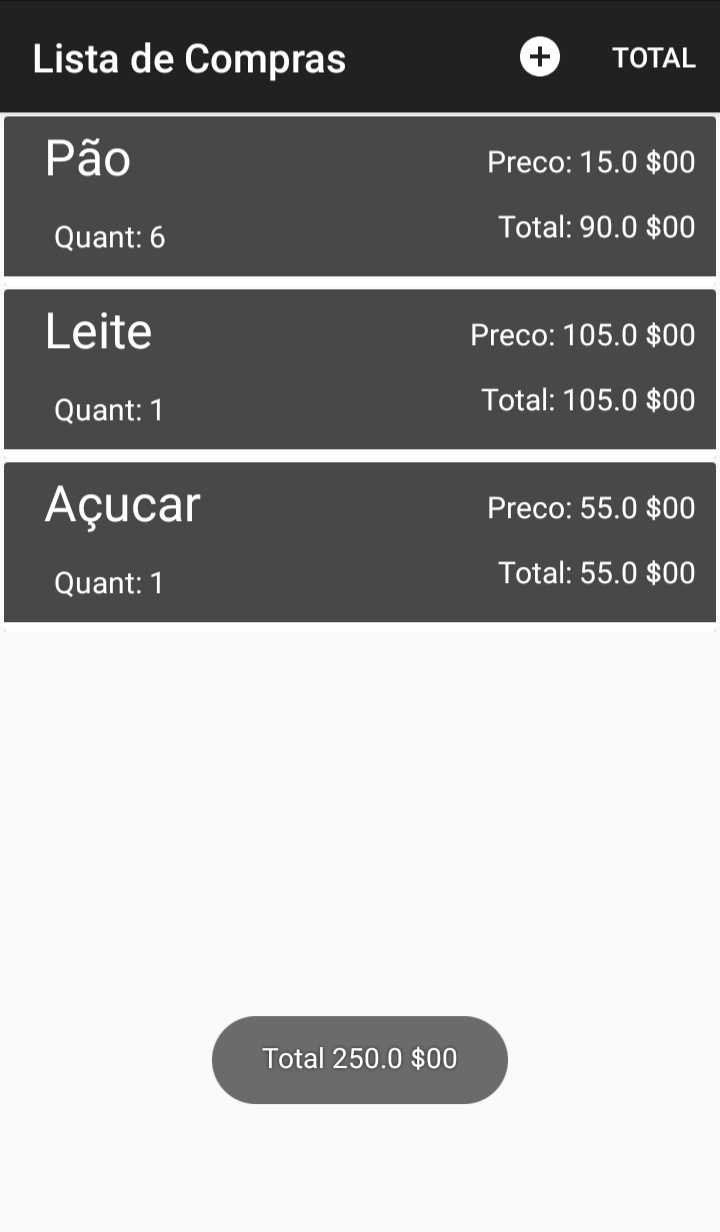 Lista de Compras TOTAL
Pão Preco: 15.0 $00
Quant: 6 Total: 90.0 $00
Leite Preco: 105.0 $00
Quant: 1 Total: 105.0 $00
Açucar Preco: 55.0 $00
Quant: 1 Total: 55.0 $00
Total 250.0 $00